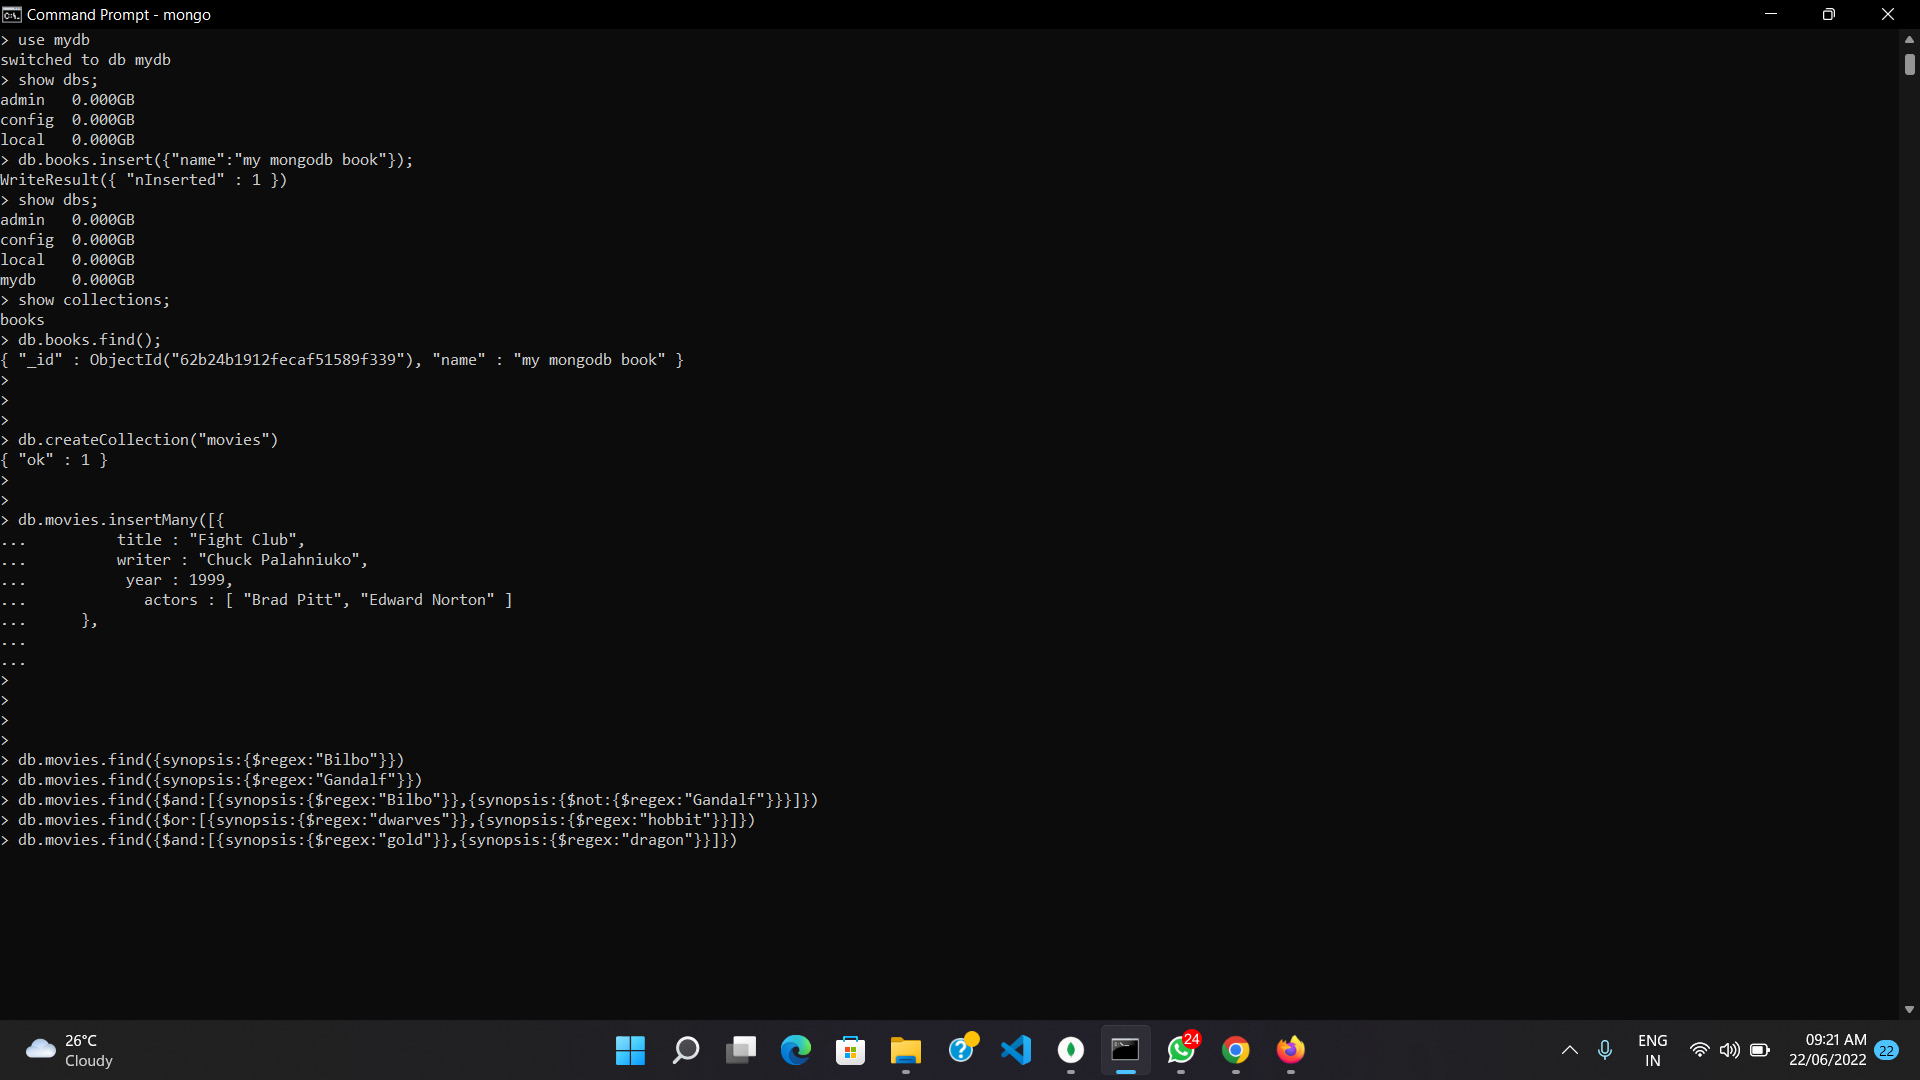 Command Prompt - mongo
> use mydb
switched to db mydb
> show dbs;
admin   0.000GB
config  0.000GB
local   0.000GB
> db.books.insert({"name":"my mongodb book"});
WriteResult({ "nInserted" : 1 })
> show dbs;
admin   0.000GB
config  0.000GB
local   0.000GB
mydb    0.000GB
> show collections;
books
> db.books.find();
{ "_id" : ObjectId("62b24b1912fecaf51589f339"), "name" : "my mongodb book" }
>
>
>
> db.createCollection("movies")
{ "ok" : 1 }
>
>
> db.movies.insertMany([{
...          title : "Fight Club",
...          writer : "Chuck Palahniuko",
...           year : 1999,
...             actors : [ "Brad Pitt", "Edward Norton" ]
...      },
...
...
>
>
>
>
> db.movies.find({synopsis:{$regex:"Bilbo"}})
> db.movies.find({synopsis:{$regex:"Gandalf"}})
> db.movies.find({$and:[{synopsis:{$regex:"Bilbo"}},{synopsis:{$not:{$regex:"Gandalf"}}}]})
> db.movies.find({$or:[{synopsis:{$regex:"dwarves"}},{synopsis:{$regex:"hobbit"}}]})
> db.movies.find({$and:[{synopsis:{$regex:"gold"}},{synopsis:{$regex:"dragon"}}]})
26°C
Cloudy
24
ENG
IN
09:21 AM
22/06/2022
22